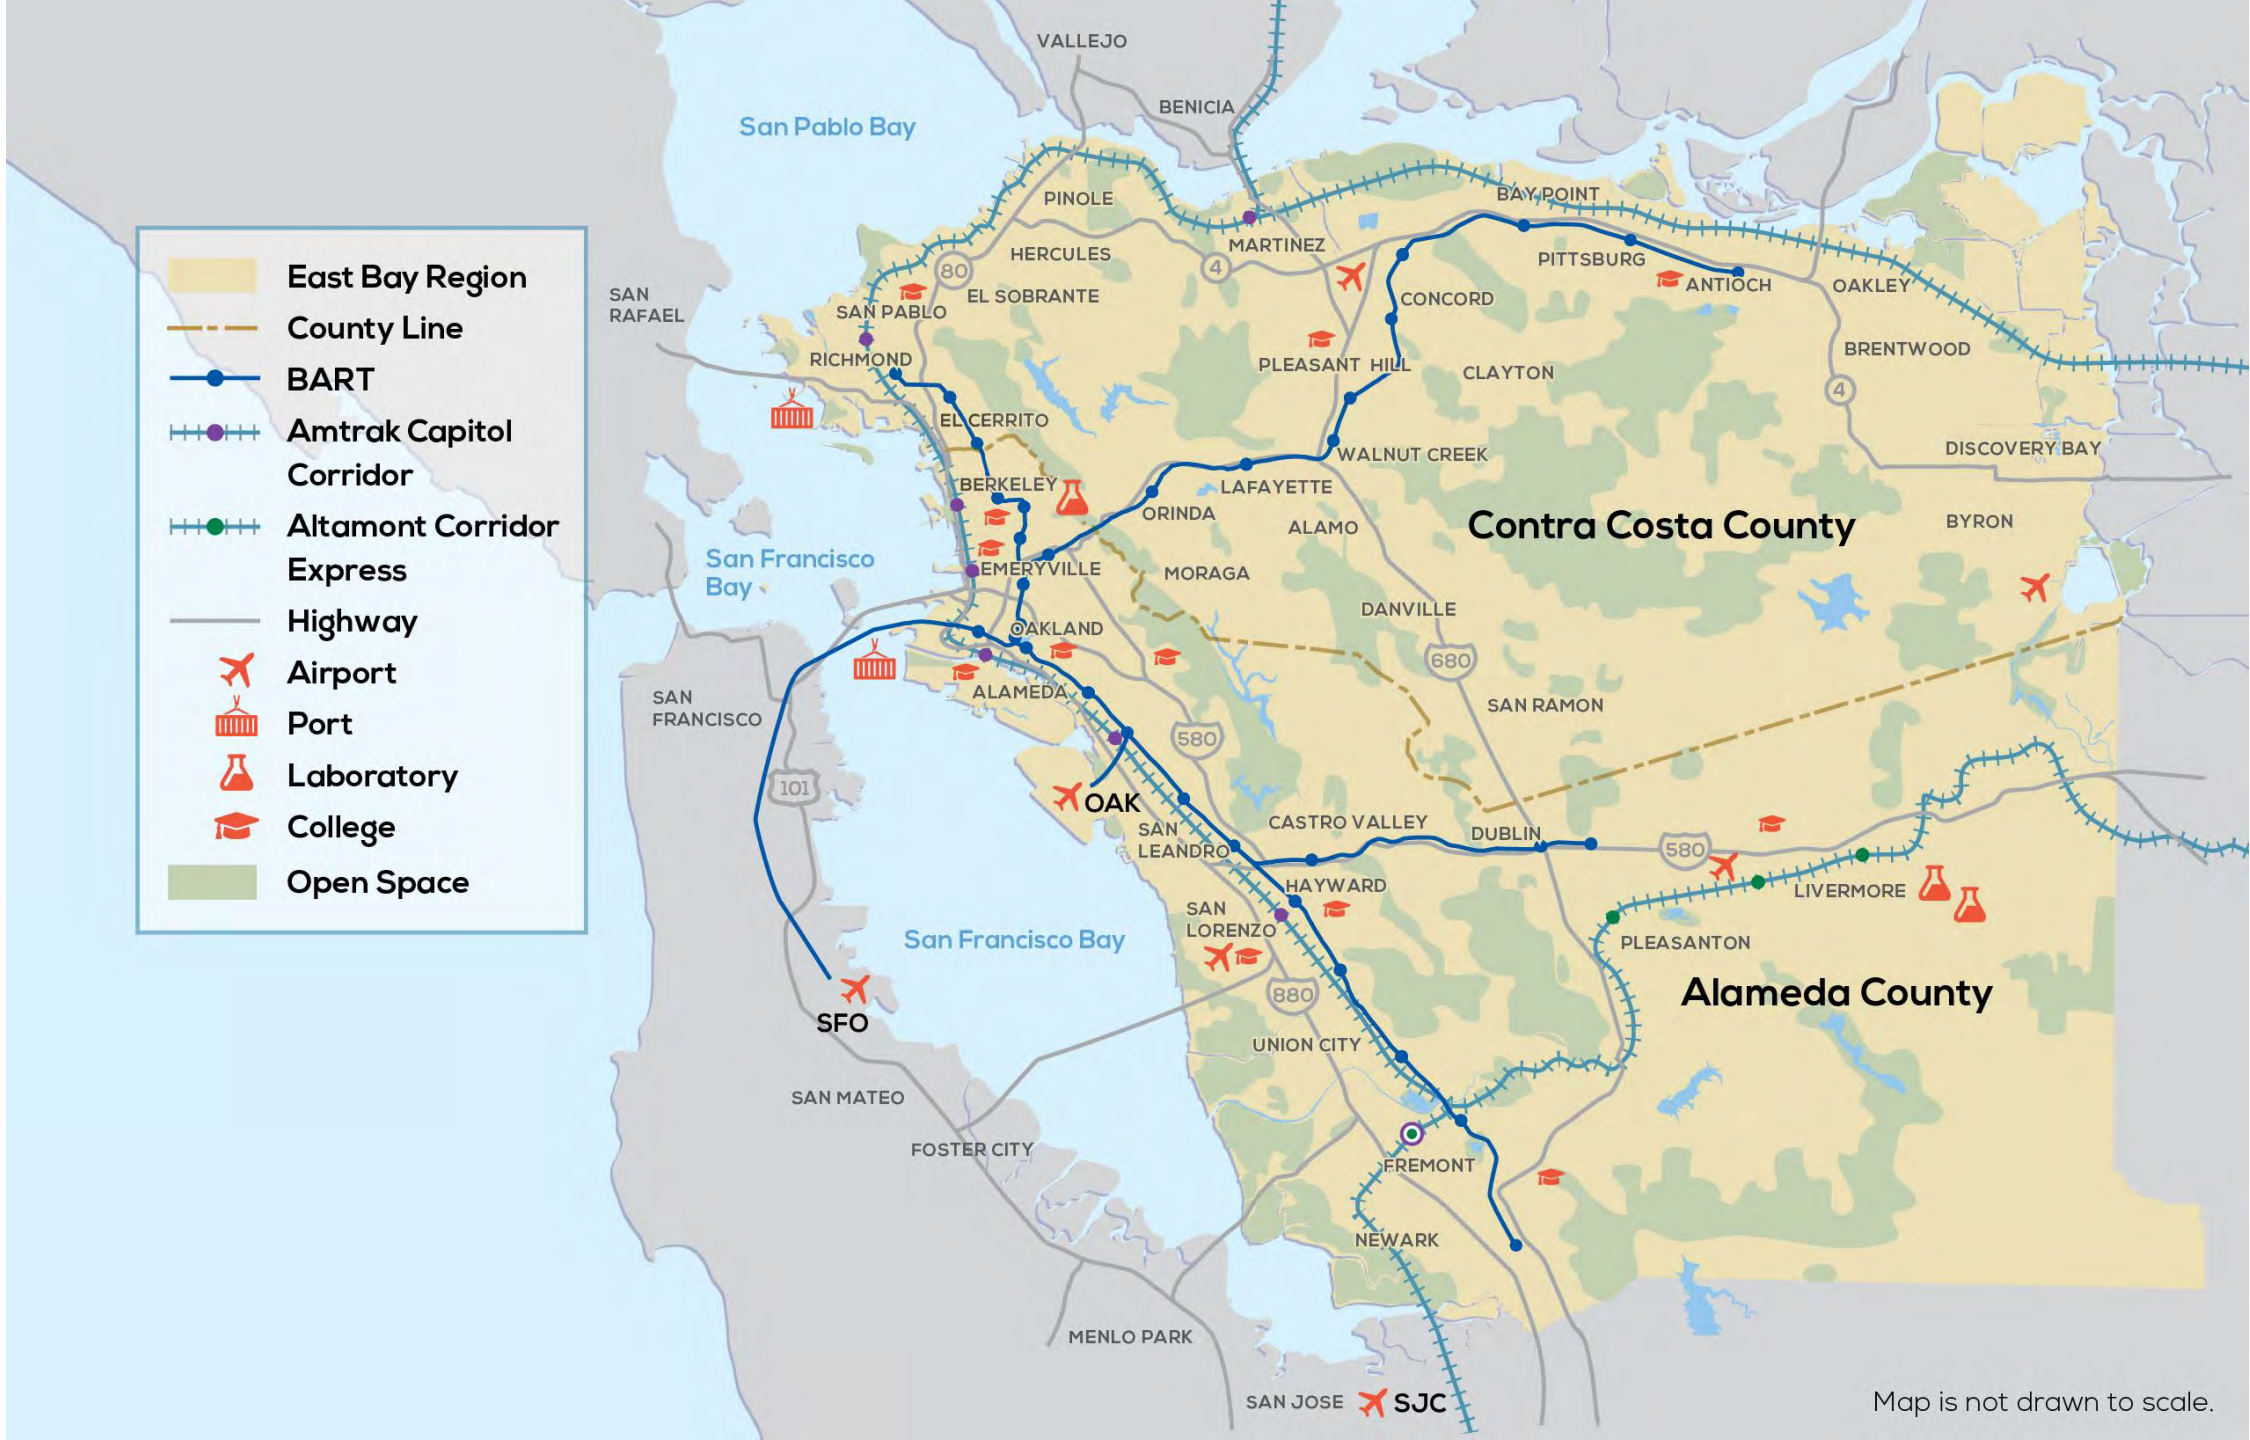 East Bay Region
County Line
BART
Amtrak Capitol
Corridor
Altamont Corridor
Express
Highway
Airport
Port
Laboratory
College
Open Space
VALLEJO
BENICIA
San Pablo Bay
PINOLE
BAY POINT
HERCULES
MARTINEZ
80
4
PITTSBURG
SAN
RAFAEL
EL SOBRANTE
CONCORD
ANTIOCH
OAKLEY
SAN PABLO
RICHMOND
PLEASANT HILL
CLAYTON
BRENTWOOD
4
EL CERRITO
WALNUT CREEK
DISCOVERY BAY
BERKELEY
LAFAYETTE
ORINDA
ALAMO
Contra Costa County
BYRON
San Francisco
Bay
EMERYVILLE
MORAGA
DANVILLE
OAKLAND
680
SAN
FRANCISCO
ALAMEDA
SAN RAMON
580
101
OAK
SAN
LEANDRO
CASTRO VALLEY
DUBLIN
580
HAYWARD
LIVERMORE
SAN
LORENZO
San Francisco Bay
PLEASANTON
Alameda County
880
SFO
UNION CITY
SAN MATEO
FOSTER CITY
FREMONT
NEWARK
MENLO PARK
SAN JOSE
SJC
Map is not drawn to scale.